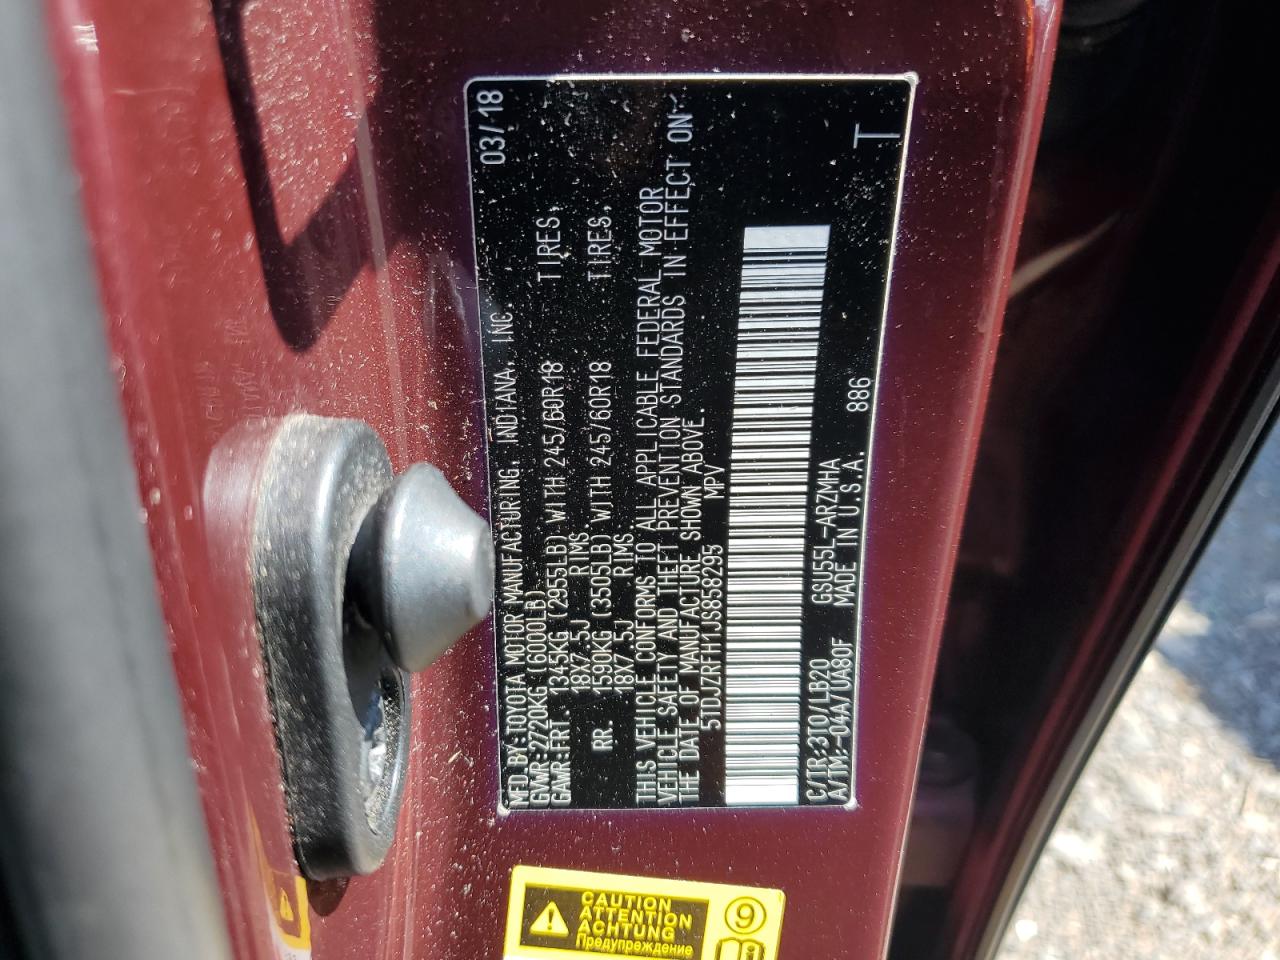 MFD.BY:TOYOTA MOTOR MANUFACTURING, INDIANA, INC. 03/18
GVWR:2720KG(6000LB)
GAWR:FRT. 1345KG(2955LB) WITH 245/60R18 TIRES,
18X7.5J RIMS.
RR. 1590KG(3505LB) WITH 245/60R18 TIRES,
18X7.5J RIMS.
THIS VEHICLE CONFORMS TO ALL APPLICABLE FEDERAL MOTOR
VEHICLE SAFETY AND THEFT PREVENTION STANDARDS IN EFFECT ON
THE DATE OF MANUFACTURE SHOWN ABOVE.
5TDJZRFH1JS858295 MPV
C/TR:3T0/LB20 GSU55L-ARZMHA
A/TM:-04A/UA80F MADE IN U.S.A. 886 T
CAUTION
ATTENTION
ACHTUNG
Предупреждение
9